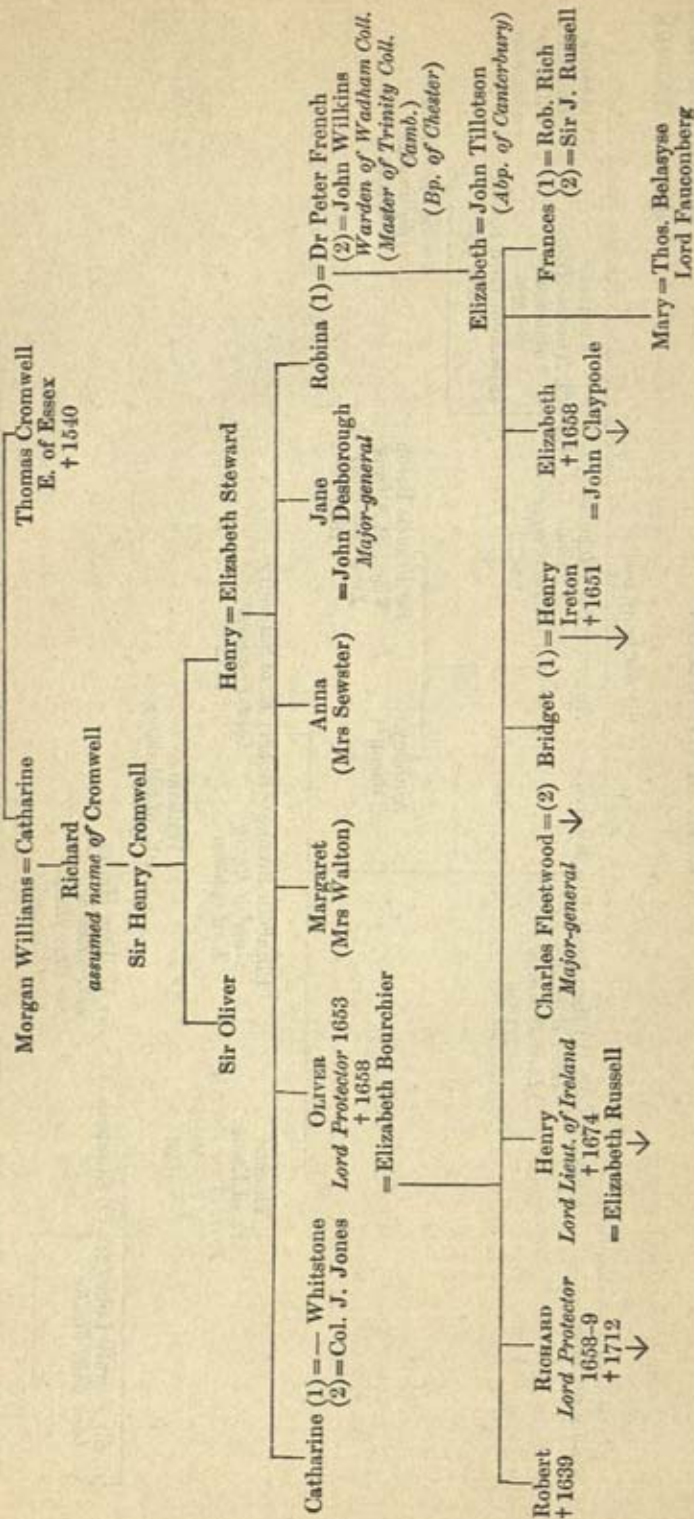 Morgan Williams=Catharine
Thomas Cromwell
E. of Essex
†1540
Richard
assumed name of Cromwell
Sir Henry Cromwell
Sir Oliver
Henry=Elizabeth Steward
Catharine (1)=— Whitstone
(2)=Col. J. Jones
OLIVER
Lord Protector 1653
†1658
=Elizabeth Bourchier
Margaret
(Mrs Walton)
Anna
(Mrs Sewster)
Jane
=John Desborough
Major-general
Robina (1)=Dr Peter French
(2)=John Wilkins
Warden of Wadham Coll.
(Master of Trinity Coll.
Camb.)
(Bp. of Chester)
Elizabeth=John Tillotson
(Abp. of Canterbury)
Robert
†1639
RICHARD
Lord Protector
1658–9
†1712
Henry
Lord Lieut. of Ireland
†1674
=Elizabeth Russell
Charles Fleetwood=(2) Bridget (1)=Henry
Major-general
Ireton
†1651
Elizabeth
†1658
=John Claypoole
Mary=Thos. Belasyse
Lord Fauconberg
Frances (1)=Rob. Rich
(2)=Sir J. Russell